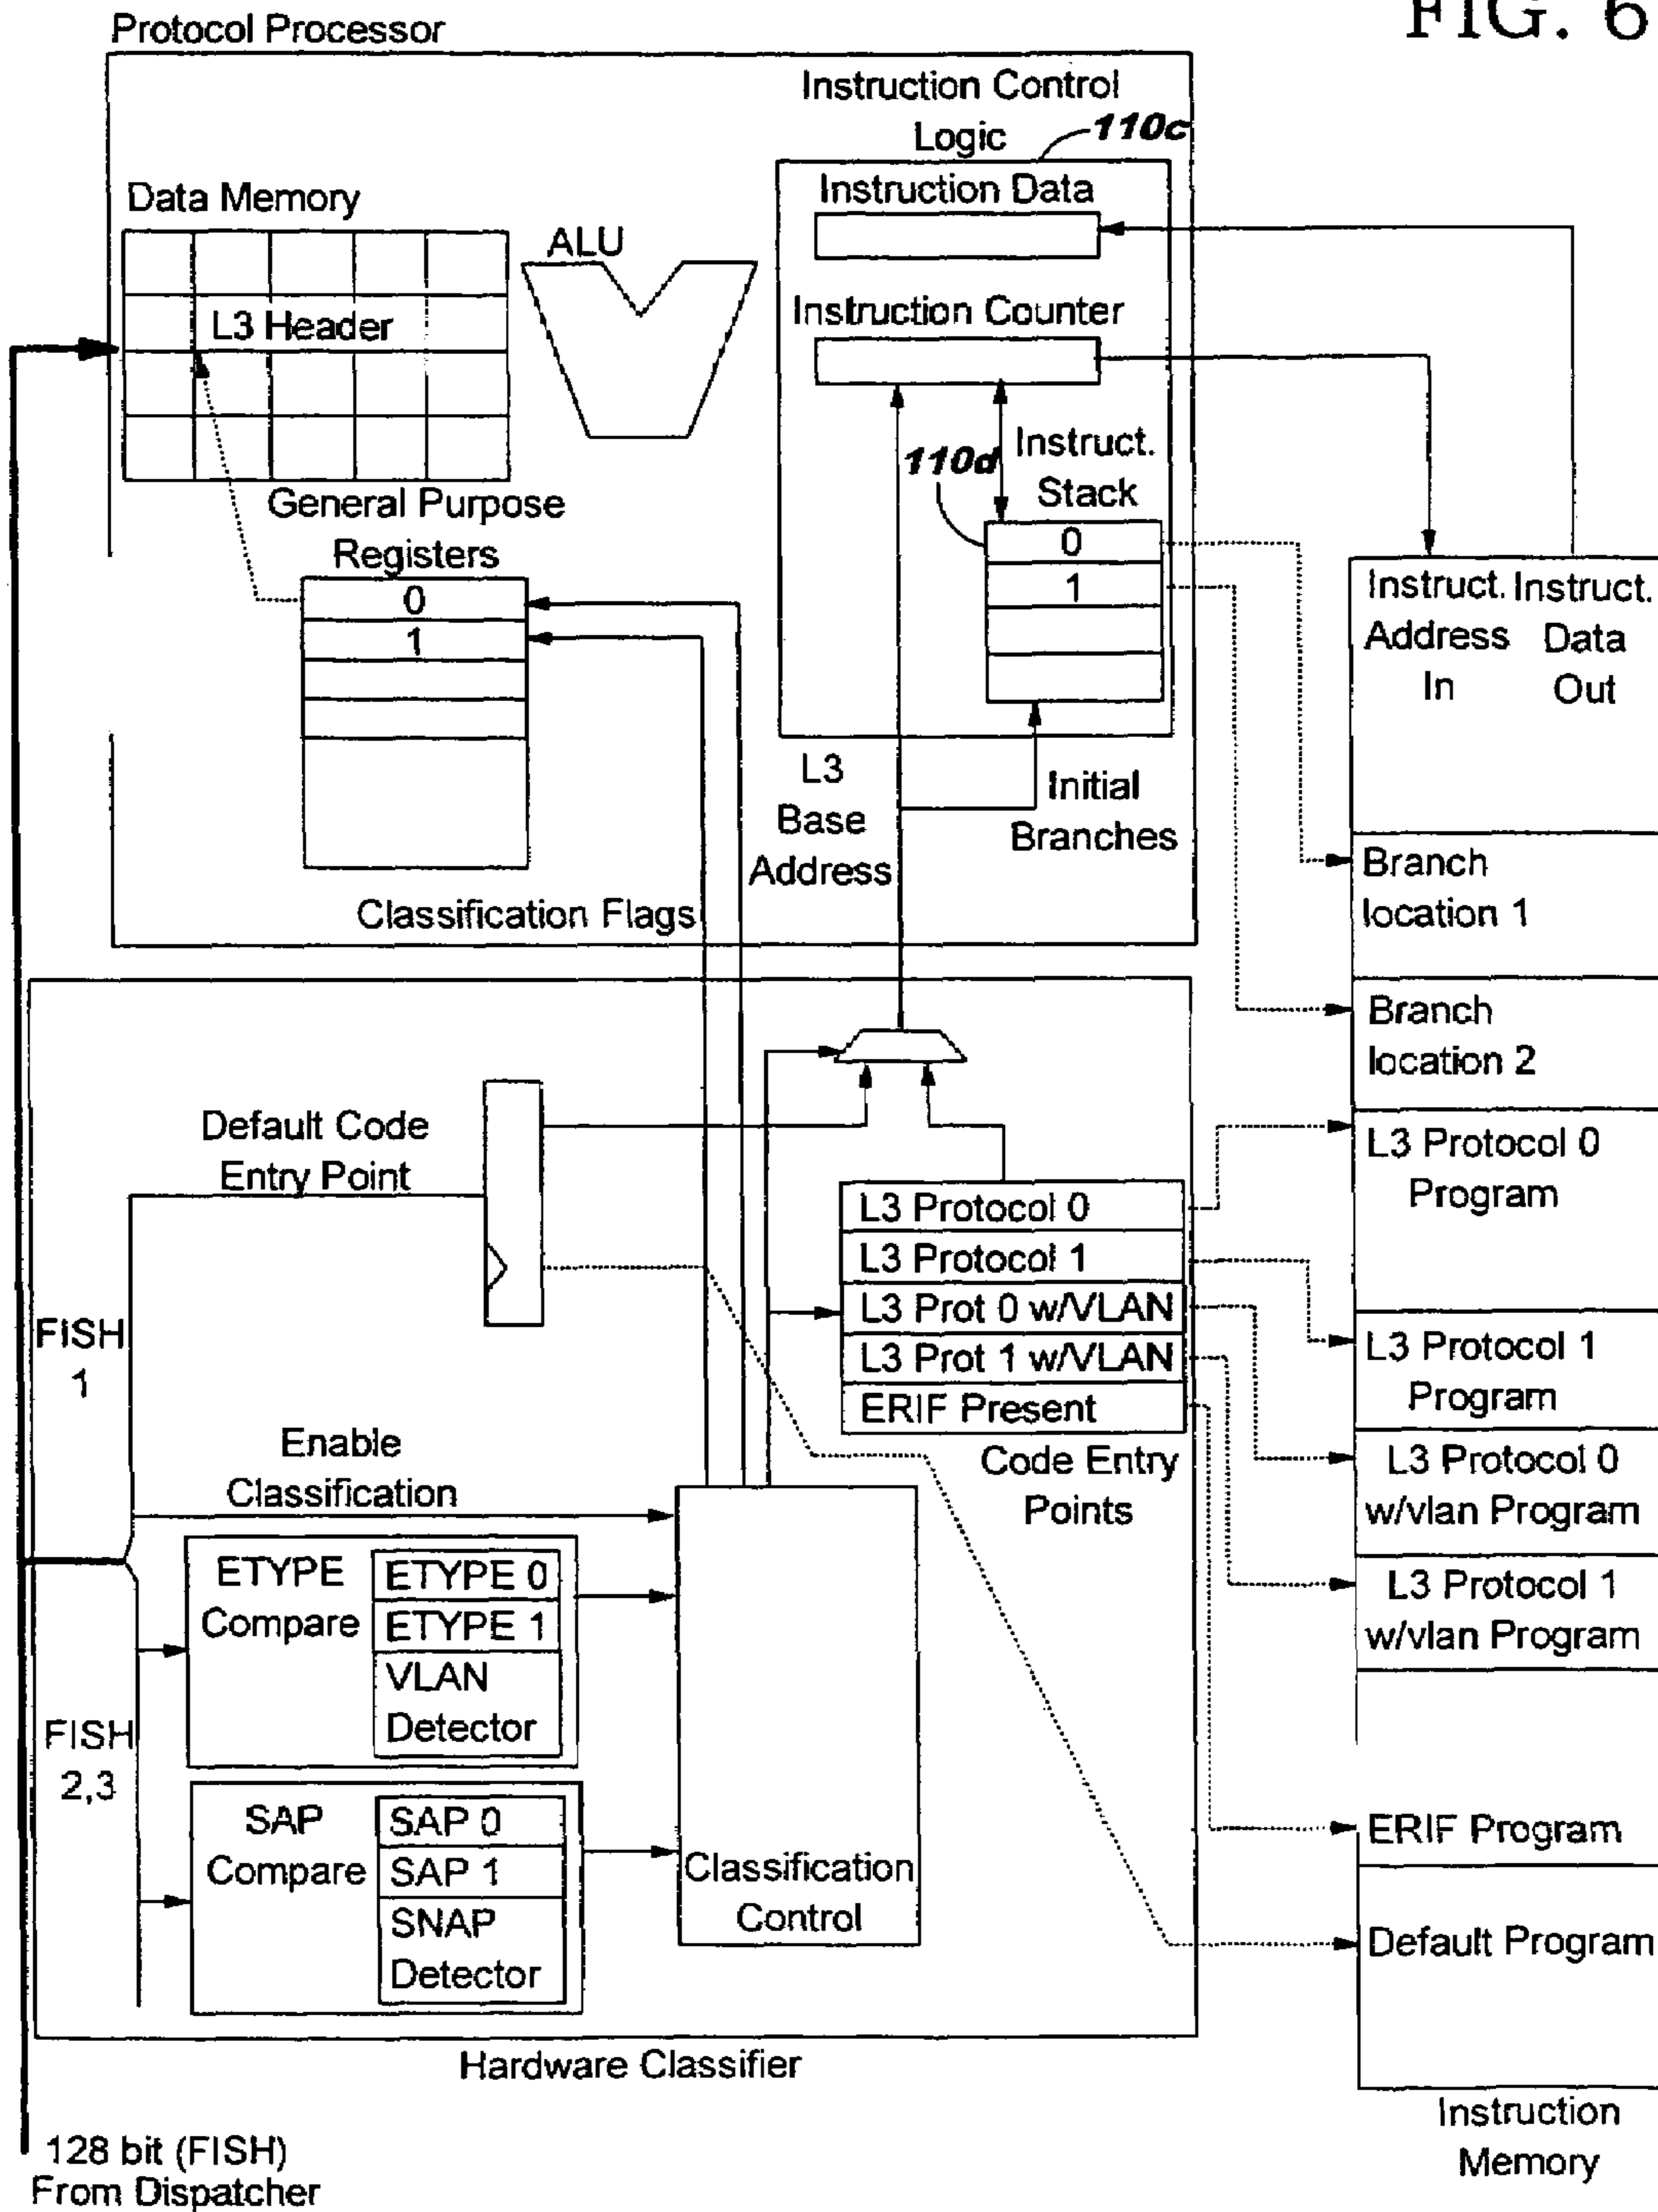 FIG. 6
Protocol Processor
Instruction Control
Logic
110c
Instruction Data
Data Memory
ALU
Instruction Counter
L3 Header
110d
Instruct.
Stack
0
1
General Purpose
Registers
0
1
Instruct.
Address
In
Instruct.
Data
Out
L3
Base
Address
Initial
Branches
Classification Flags
Branch
location 1
Branch
location 2
Default Code
Entry Point
L3 Protocol 0
Program
L3 Protocol 0
L3 Protocol 1
L3 Prot 0 w/VLAN
L3 Prot 1 w/VLAN
ERIF Present
Code Entry
Points
L3 Protocol 1
Program
L3 Protocol 0
w/vlan Program
L3 Protocol 1
w/vlan Program
FISH
1
Enable
Classification
ETYPE
Compare
ETYPE 0
ETYPE 1
VLAN
Detector
FISH
2,3
SAP
Compare
SAP 0
SAP 1
SNAP
Detector
Classification
Control
ERIF Program
Default Program
Hardware Classifier
Instruction
Memory
128 bit (FISH)
From Dispatcher